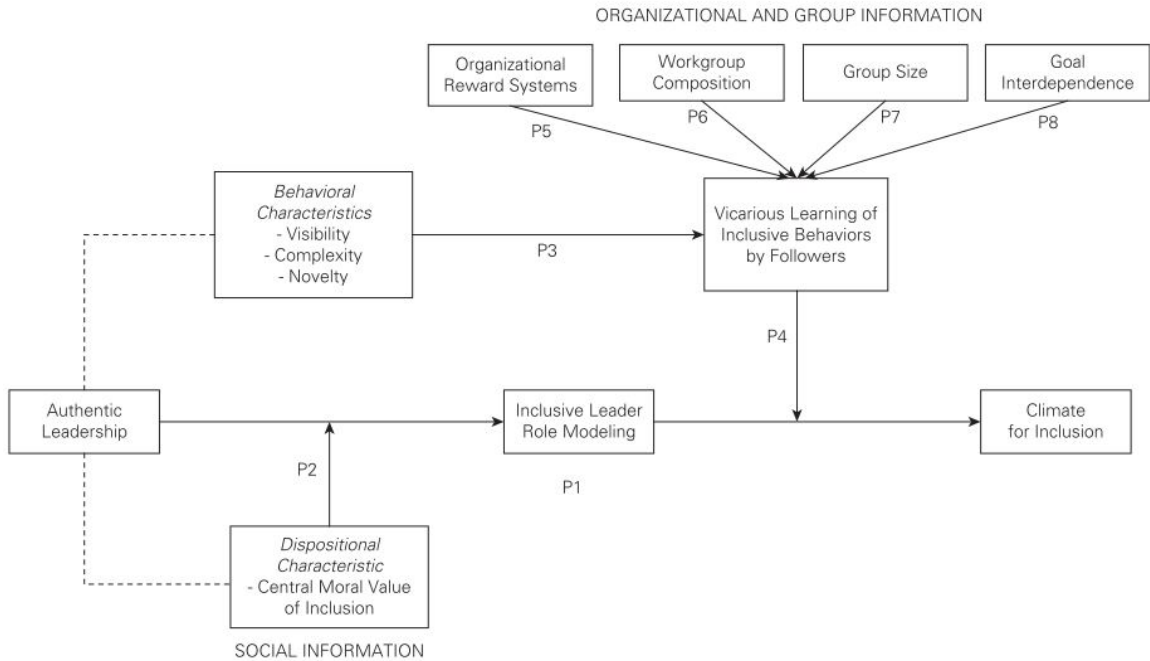 ORGANIZATIONAL AND GROUP INFORMATION
Organizational
Reward Systems
Workgroup
Composition
Group Size
Goal
Interdependence
P5
P6
P7
P8
Behavioral
Characteristics
- Visibility
- Complexity
- Novelty
P3
Vicarious Learning of
Inclusive Behaviors
by Followers
P4
Authentic
Leadership
Inclusive Leader
Role Modeling
Climate
for Inclusion
P2
P1
Dispositional
Characteristic
- Central Moral Value
of Inclusion
SOCIAL INFORMATION